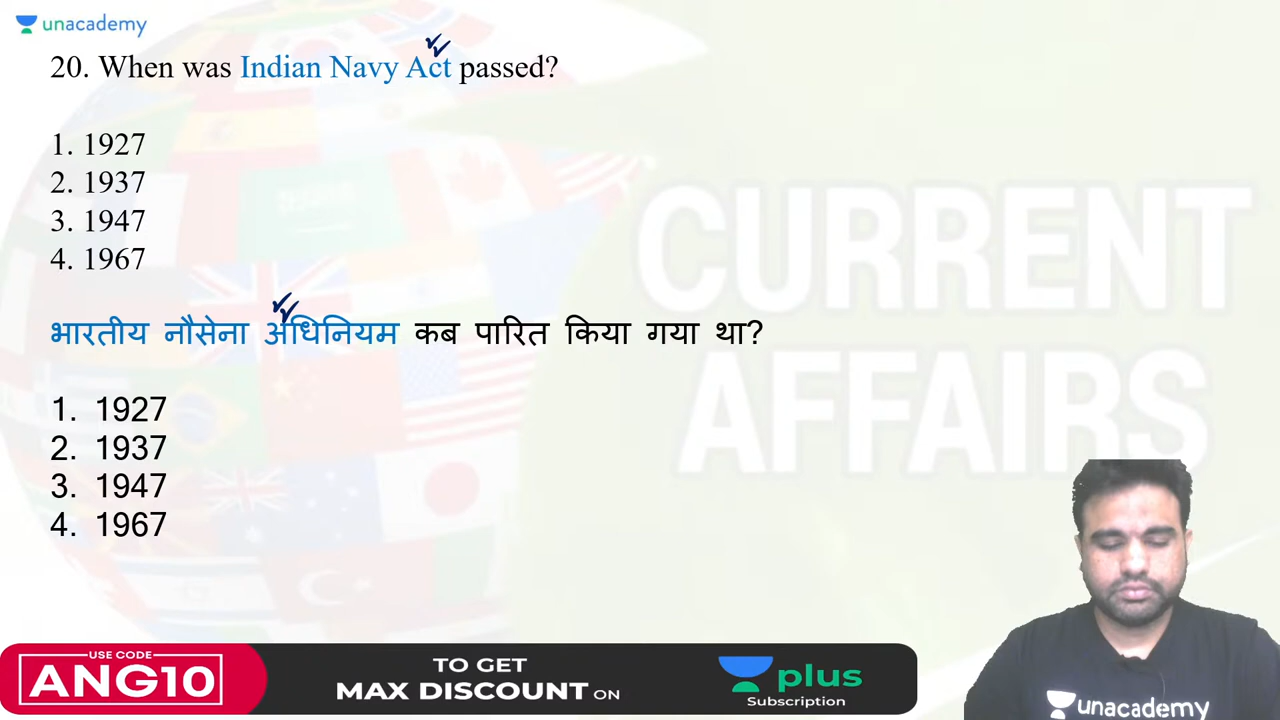 unacademy
20. When was Indian Navy Act passed?
1. 1927
2. 1937
3. 1947
4. 1967
भारतीय नौसेना अधिनियम कब पारित किया गया था?
1. 1927
2. 1937
3. 1947
4. 1967
CURRENT
AFFAIRS
USE CODE
ANG10
TO GET
MAX DISCOUNT ON
plus
Subscription
unacademy